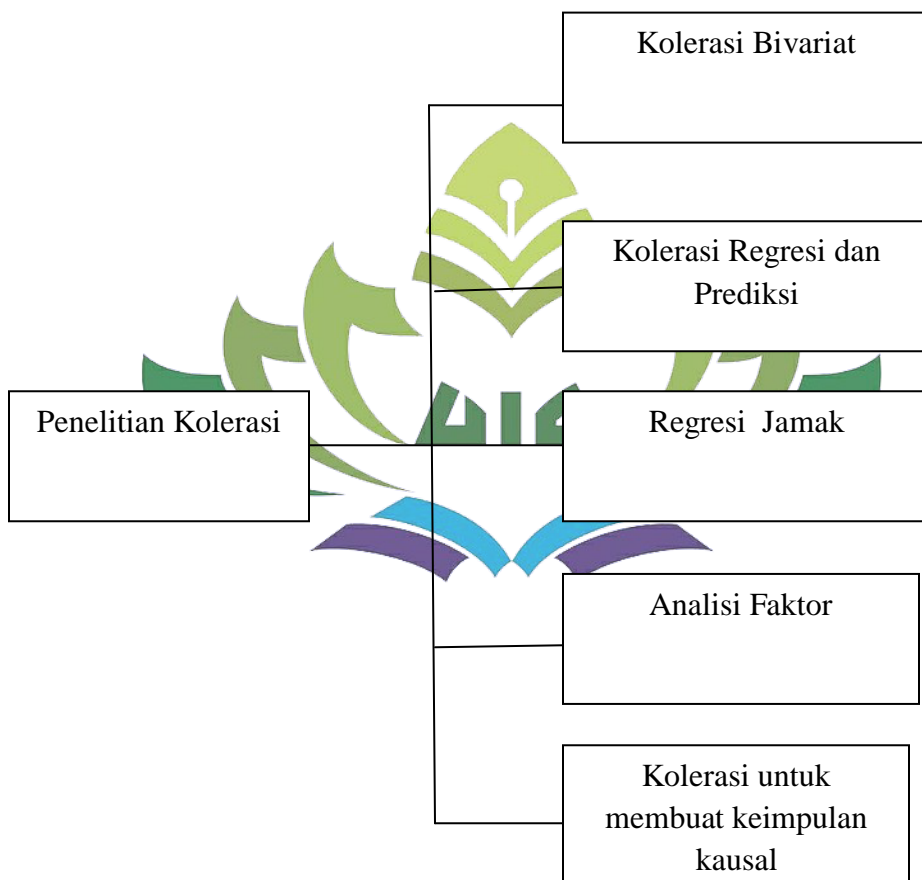 Kolerasi Bivariat
Kolerasi Regresi dan
Prediksi
Penelitian Kolerasi
Regresi Jamak
Analisi Faktor
Kolerasi untuk
membuat keimpulan
kausal